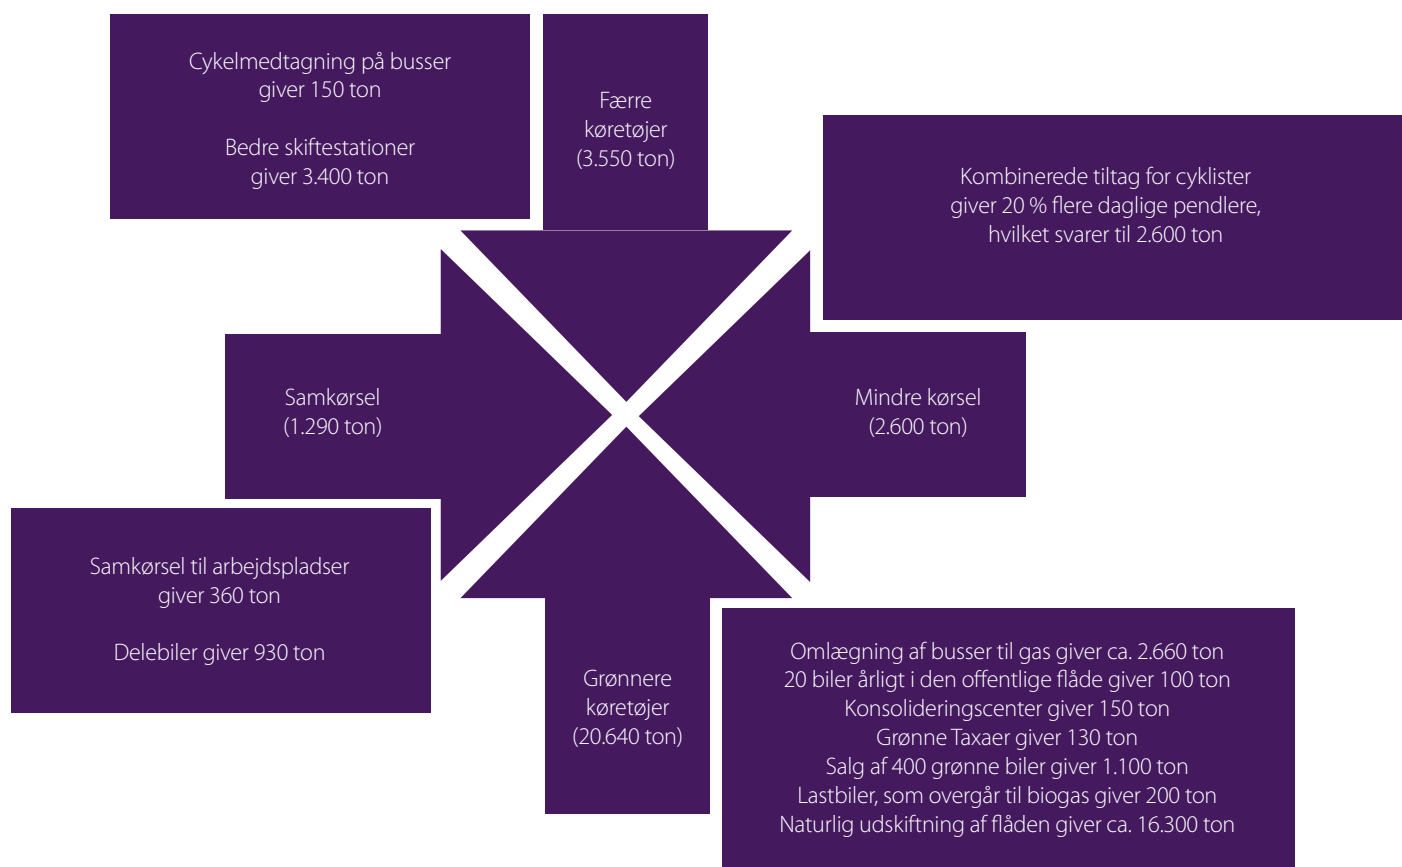 Cykelmedtagning på busser
giver 150 ton
Bedre skiftestationer
giver 3.400 ton
Færre
køretøjer
(3.550 ton)
Kombinerede tiltag for cyklister
giver 20 % flere daglige pendlere,
hvilket svarer til 2.600 ton
Samkørsel
(1.290 ton)
Mindre kørsel
(2.600 ton)
Samkørsel til arbejdspladser
giver 360 ton
Delebiler giver 930 ton
Grønnere
køretøjer
(20.640 ton)
Omlægning af busser til gas giver ca. 2.660 ton
20 biler årligt i den offentlige flåde giver 100 ton
Konsolideringscenter giver 150 ton
Grønne Taxaer giver 130 ton
Salg af 400 grønne biler giver 1.100 ton
Lastbiler, som overgår til biogas giver 200 ton
Naturlig udskiftning af flåden giver ca. 16.300 ton